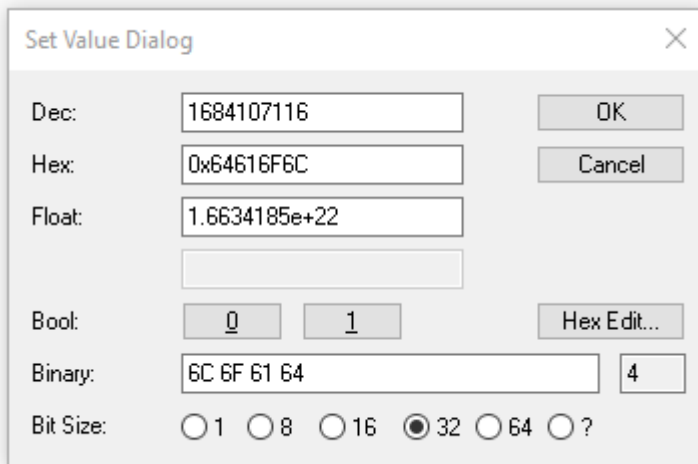 Set Value Dialog
Dec: 1684107116 OK
Hex: 0x64616F6C Cancel
Float: 1.6634185e+22
Bool: 0 1 Hex Edit...
Binary: 6C 6F 61 64 4
Bit Size: 1 8 16 32 64 ?